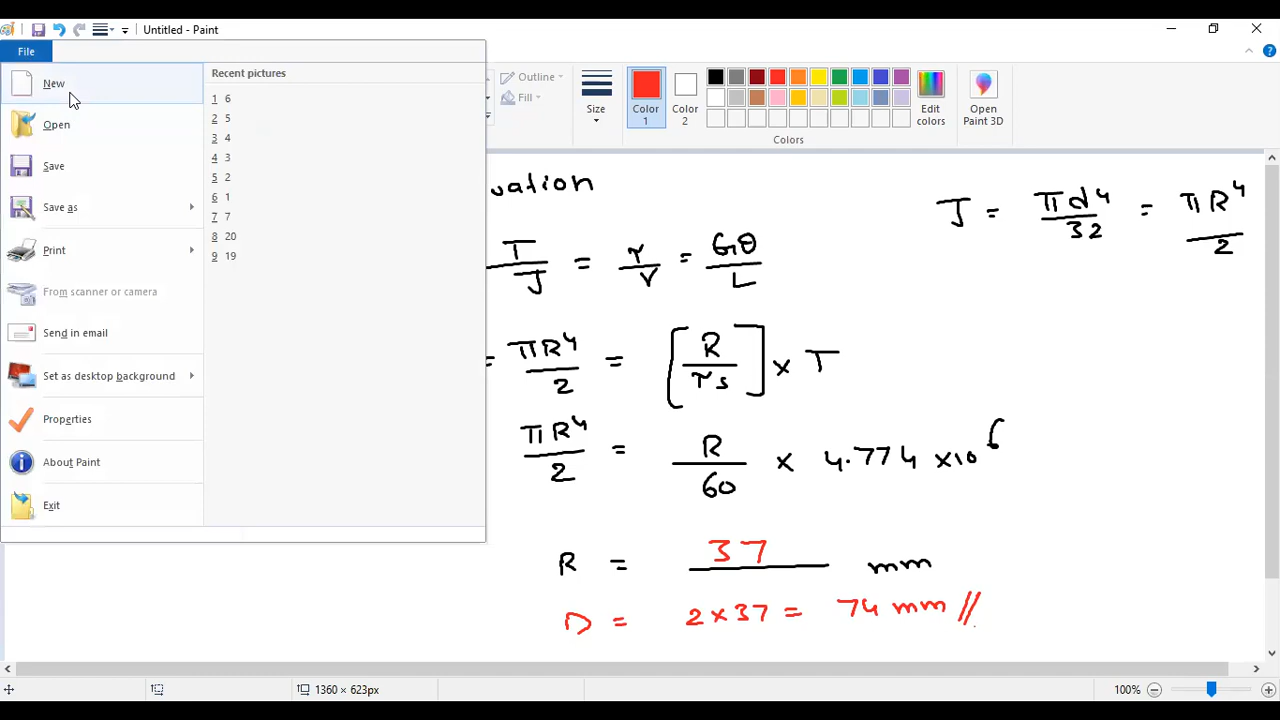 Untitled - Paint
File
New
Open
Save
Save as
Print
From scanner or camera
Send in email
Set as desktop background
Properties
About Paint
Exit
Recent pictures
1 6
2 5
3 4
4 3
5 2
6 1
7 7
8 20
9 19
Outline
Fill
Size
Color 1
Color 2
Edit colors
Open Paint 3D
Colors
uation
T/J = τ/r = Gθ/L
J = πd⁴/32 = πR⁴/2
= πR⁴/2 = [R/τs] × T
πR⁴/2 = R/60 × 4.774 ×10⁶
R = 37 mm
D = 2×37 = 74 mm //
1360 × 623px
100%